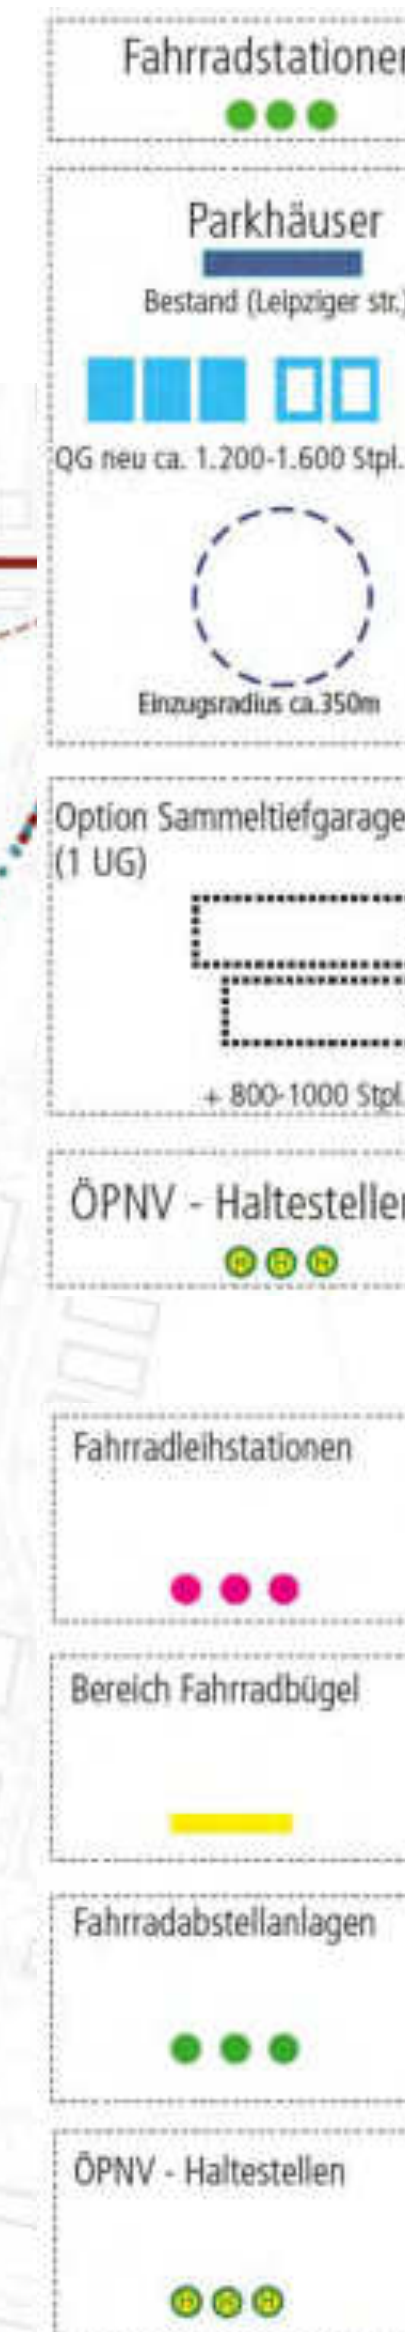 Fahrradstationen
Parkhäuser
Bestand (Leipziger str.)
QG neu ca. 1.200-1.600 Stpl.
Einzugsradius ca.350m
Option Sammeltiefgarage
(1 UG)
+ 800-1000 Stpl.
ÖPNV - Haltestellen
H H H
Fahrradleihstationen
Bereich Fahrradbügel
Fahrradabstellanlagen
ÖPNV - Haltestellen
H H H